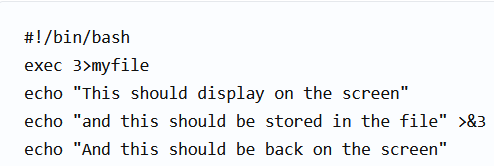 #!/bin/bash
exec 3>myfile
echo "This should display on the screen"
echo "and this should be stored in the file" >&3
echo "And this should be back on the screen"